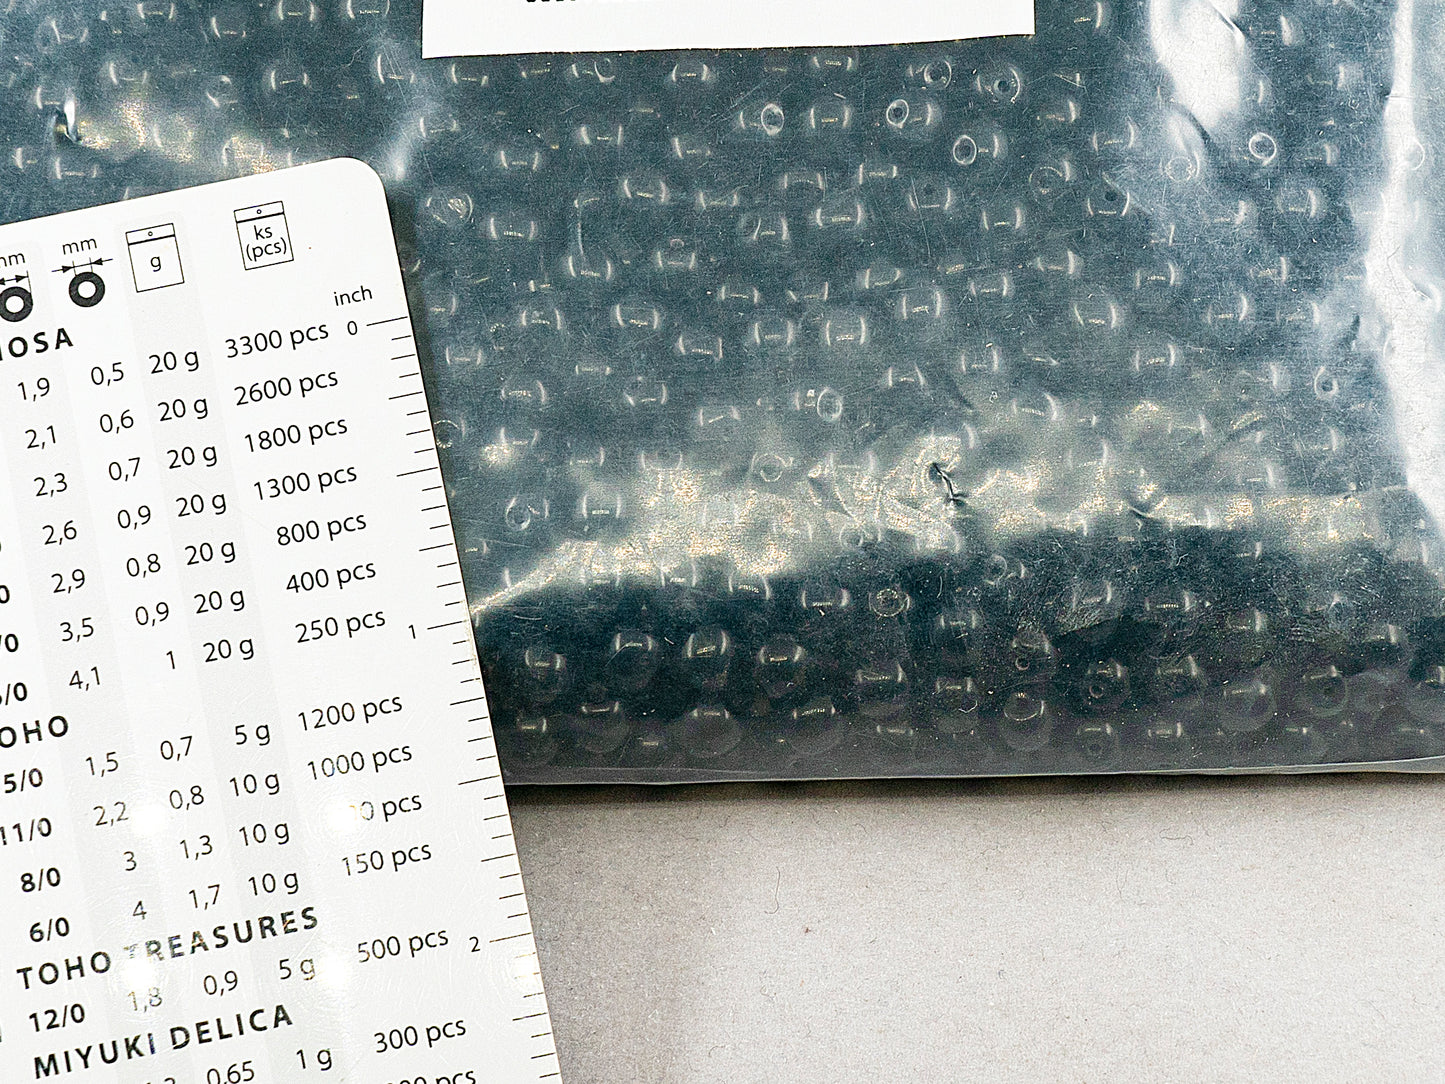 mm
g
ks
(pcs)
inch
0
1,9 0,5 20 g 3300 pcs
2,1 0,6 20 g 2600 pcs
2,3 0,7 20 g 1800 pcs
2,6 0,9 20 g 1300 pcs
2,9 0,8 20 g 800 pcs
3,5 0,9 20 g 400 pcs
4,1 1 20 g 250 pcs
1
OHO
5/0 1,5 0,7 5 g 1200 pcs
11/0 2,2 0,8 10 g 1000 pcs
8/0 3 1,3 10 g pcs
6/0 4 1,7 10 g 150 pcs
TOHO TREASURES
12/0 1,8 0,9 5 g 500 pcs
2
MIYUKI DELICA
0,65 1 g 300 pcs
pcs